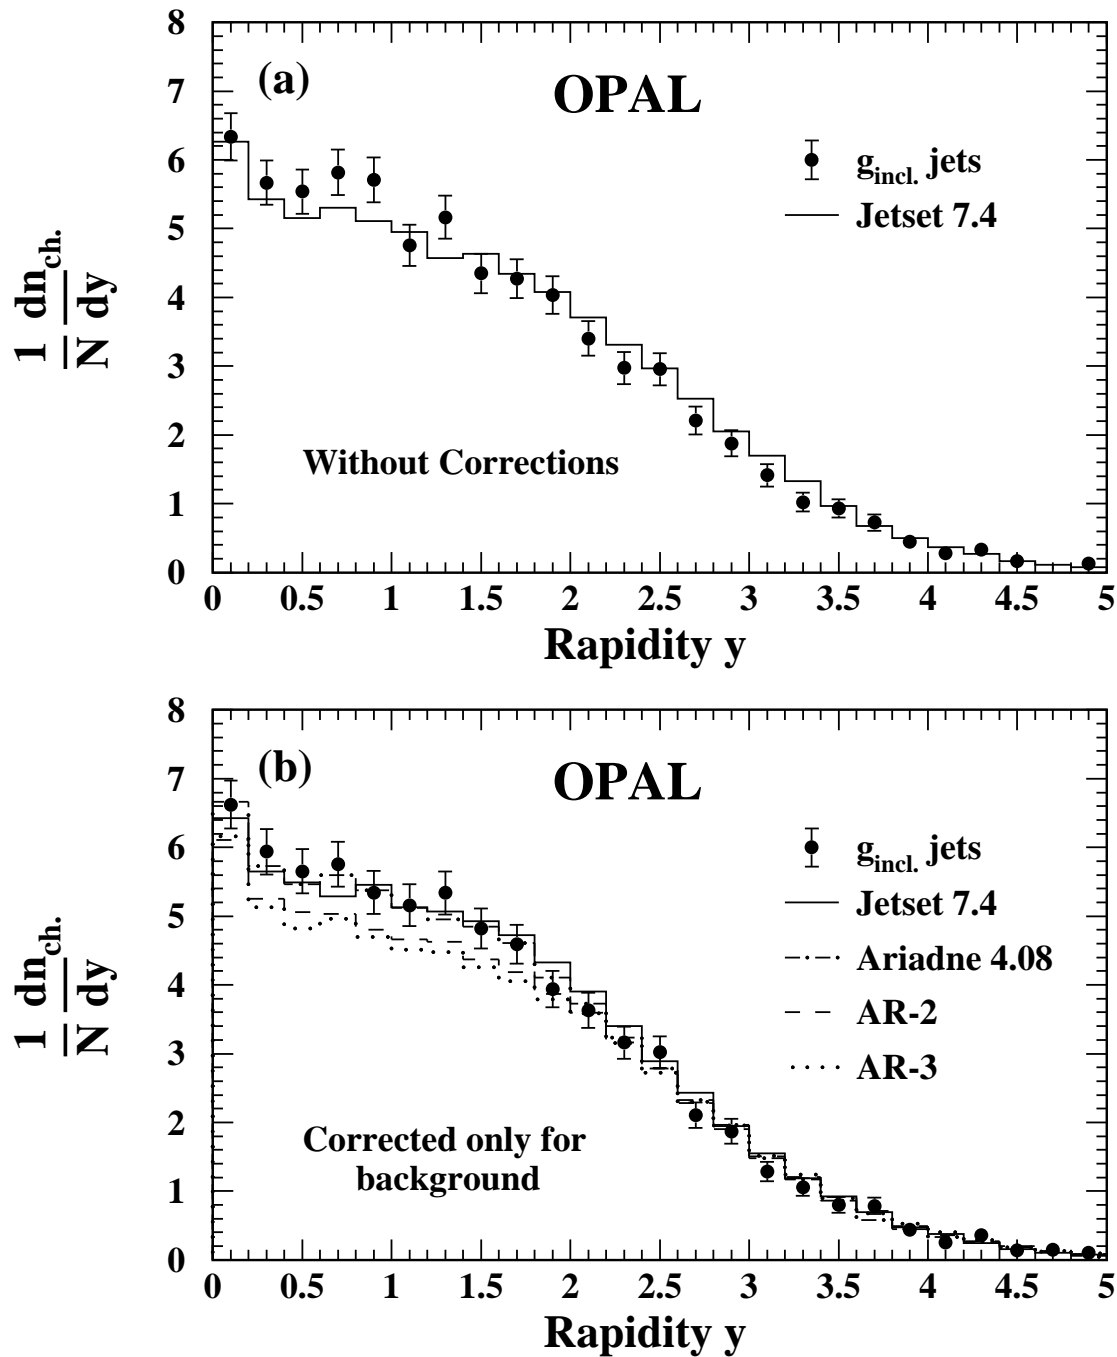 8
(a)
OPAL
7
6
g_incl. jets
Jetset 7.4
5
4
3
2
Without Corrections
1
0
1 dn_ch.
N dy
0 0.5 1 1.5 2 2.5 3 3.5 4 4.5 5
Rapidity y
8
(b)
OPAL
7
6
g_incl. jets
Jetset 7.4
5
Ariadne 4.08
4
AR-2
3
AR-3
2
Corrected only for
background
1
0
1 dn_ch.
N dy
0 0.5 1 1.5 2 2.5 3 3.5 4 4.5 5
Rapidity y